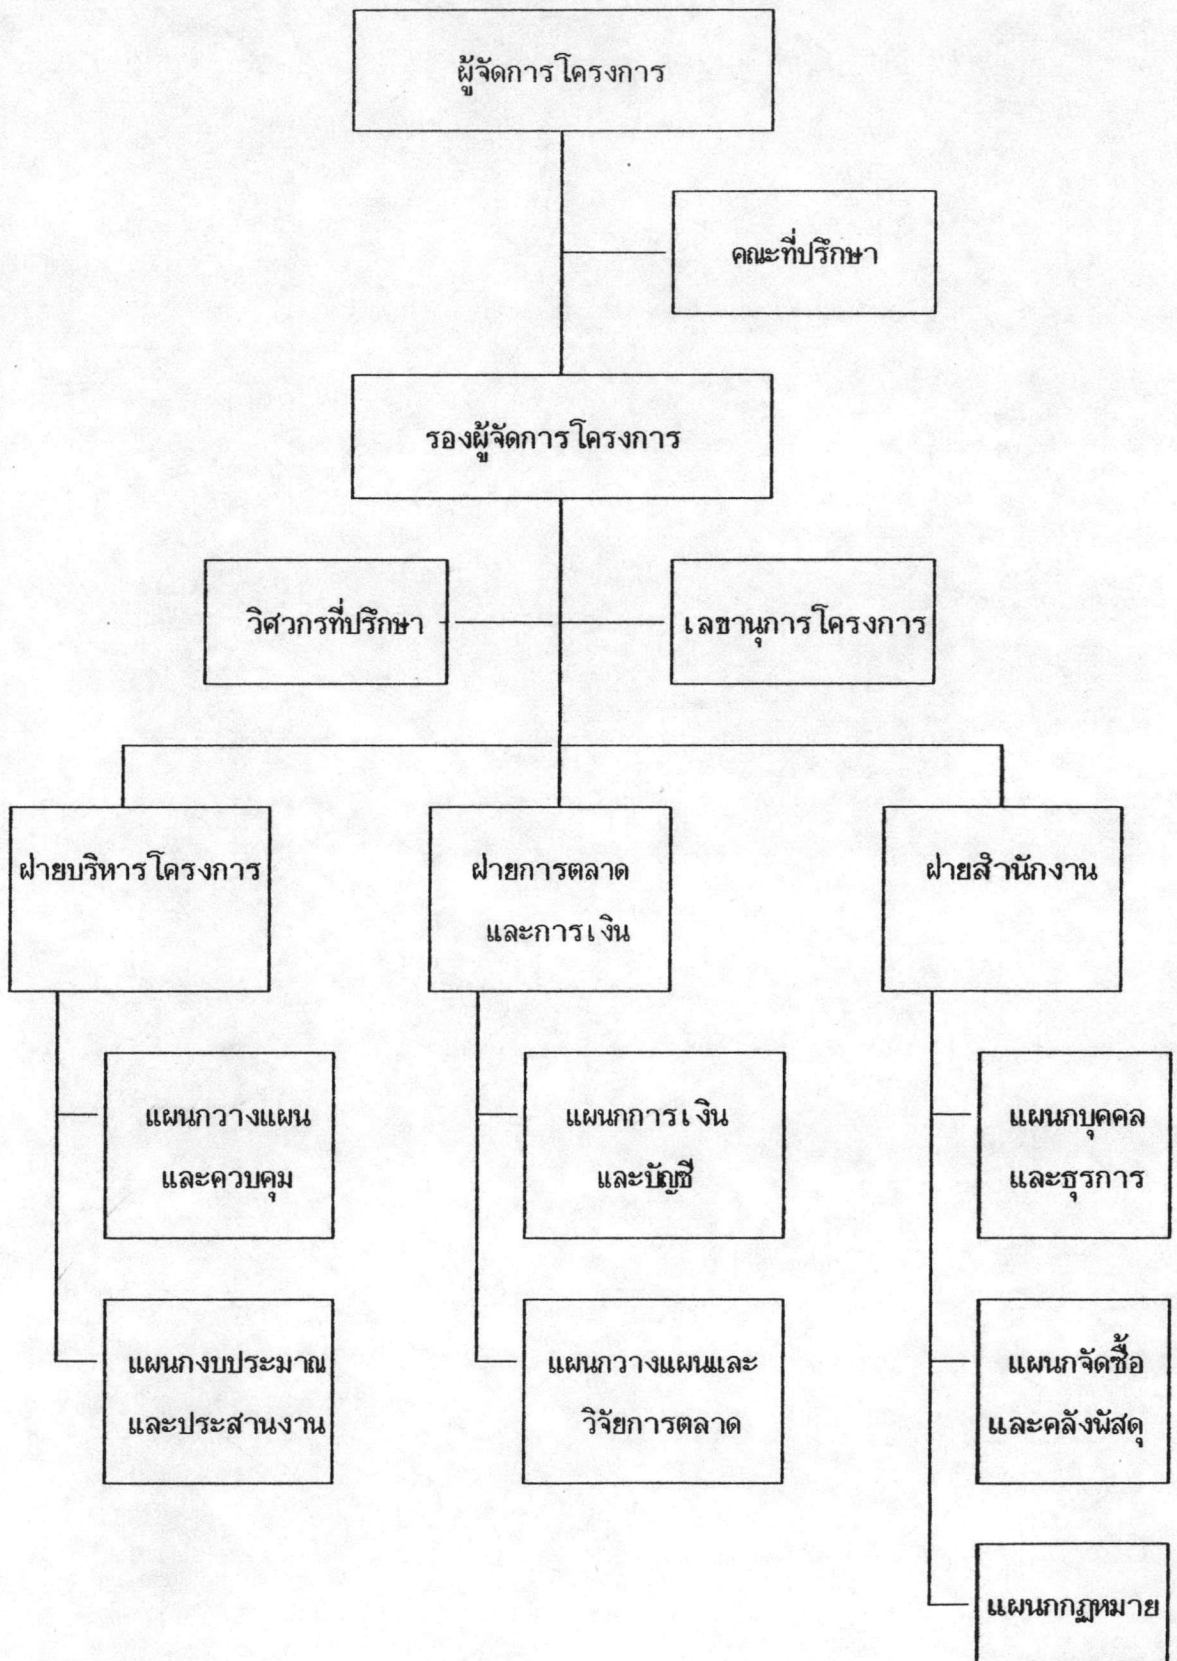 ผู้จัดการโครงการ
คณะที่ปรึกษา
รองผู้จัดการโครงการ
วิศวกรที่ปรึกษา
เลขานุการโครงการ
ฝ่ายบริหารโครงการ
ฝ่ายการตลาด
และการเงิน
ฝ่ายสำนักงาน
แผนกวางแผน
และควบคุม
แผนกการเงิน
และบัญชี
แผนกบุคคล
และธุรการ
แผนกงบประมาณ
และประสานงาน
แผนกวางแผนและ
วิจัยการตลาด
แผนกจัดซื้อ
และคลังพัสดุ
แผนกกฎหมาย